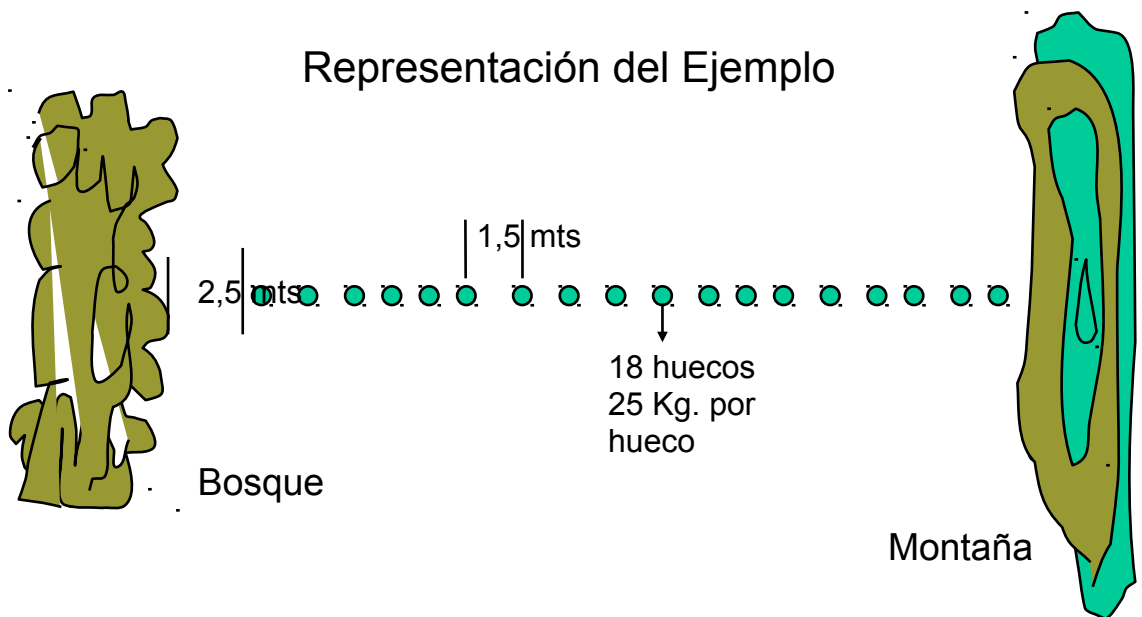 Representación del Ejemplo
1,5 mts
2,5 mts
18 huecos
25 Kg. por
hueco
Bosque
Montaña